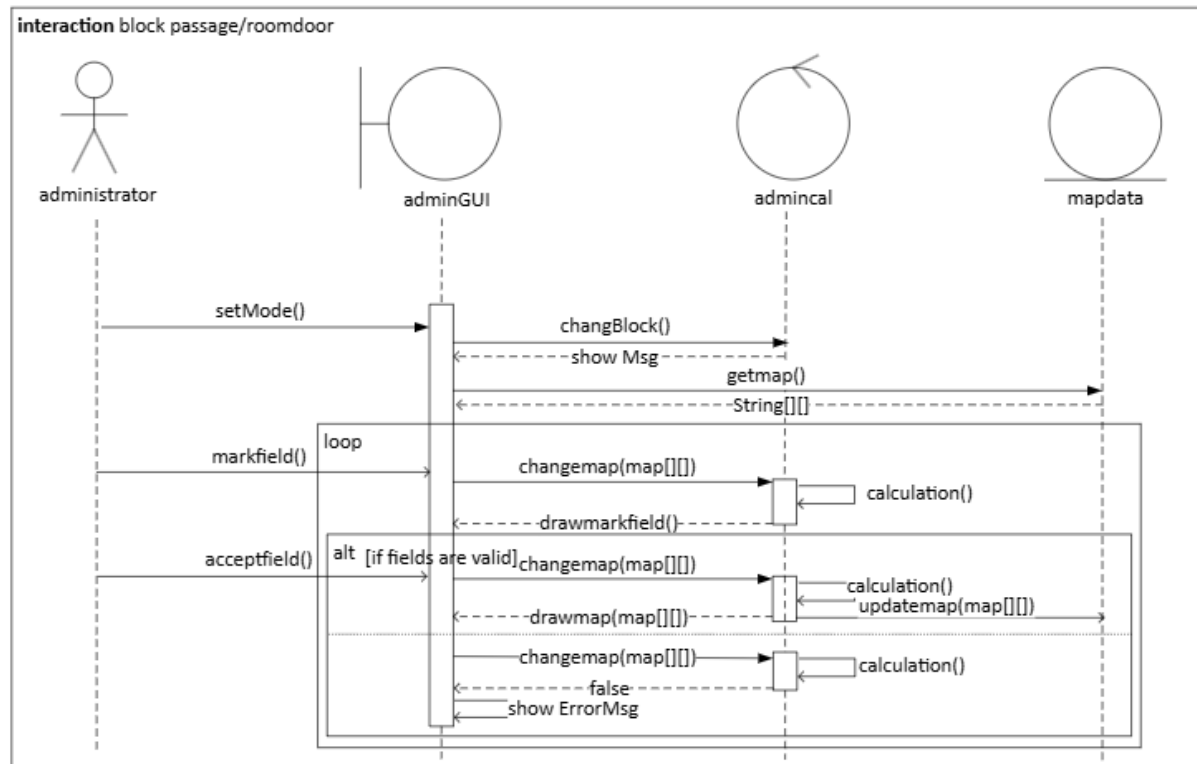 interaction block passage/roomdoor
administrator
adminGUI
admincal
mapdata
setMode()
changBlock()
show Msg
getmap()
String[][]
loop
markfield()
changemap(map[][])
calculation()
drawmarkfield()
alt [if fields are valid]
acceptfield()
changemap(map[][])
calculation()
updatemap(map[][])
drawmap(map[][])
changemap(map[][])
calculation()
false
show ErrorMsg